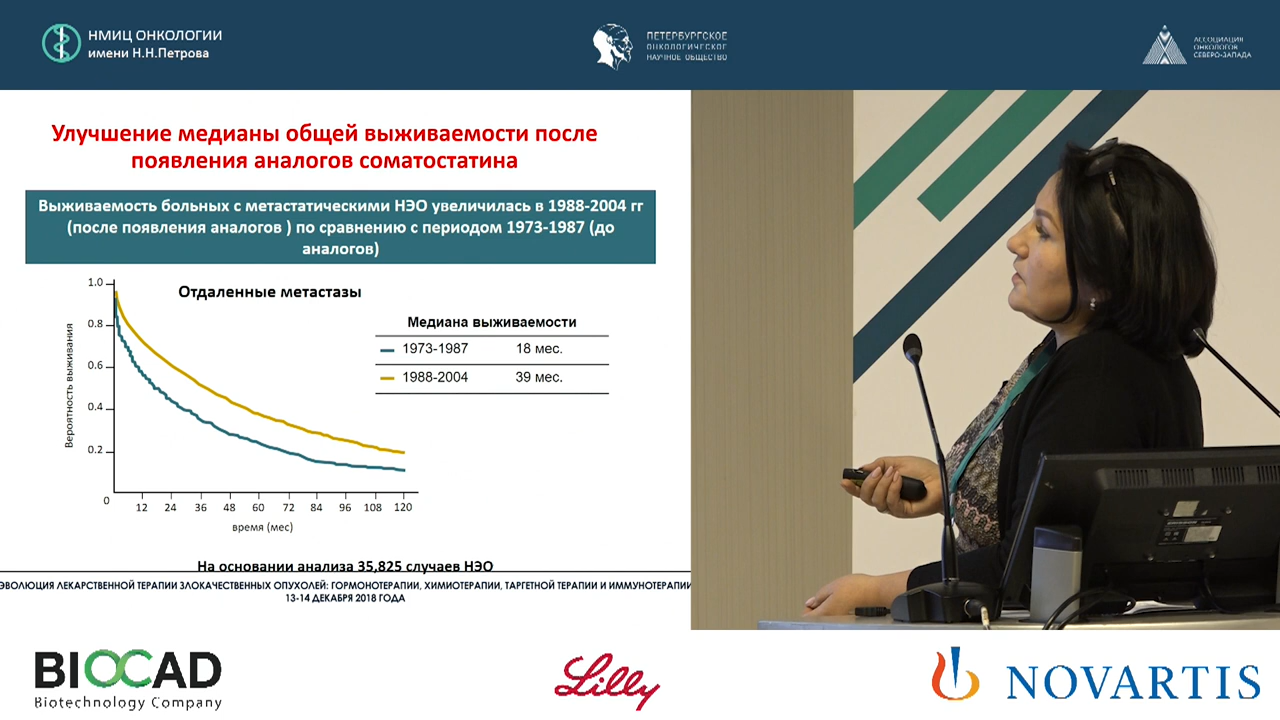 НМИЦ ОНКОЛОГИИ
имени Н.Н.Петрова
ПЕТЕРБУРГСКОЕ
ОНКОЛОГИЧЕСКОЕ
НАУЧНОЕ ОБЩЕСТВО
АССОЦИАЦИЯ
ОНКОЛОГОВ
СЕВЕРО-ЗАПАДА
Улучшение медианы общей выживаемости после
появления аналогов соматостатина
Выживаемость больных с метастатическими НЭО увеличилась в 1988-2004 гг
(после появления аналогов ) по сравнению с периодом 1973-1987 (до
аналогов)
Отдаленные метастазы
Медиана выживаемости
1973-1987 18 мес.
1988-2004 39 мес.
Вероятность выживания
1.0
0.8
0.6
0.4
0.2
0
12 24 36 48 60 72 84 96 108 120
время (мес)
На основании анализа 35,825 случаев НЭО
ЭВОЛЮЦИЯ ЛЕКАРСТВЕННОЙ ТЕРАПИИ ЗЛОКАЧЕСТВЕННЫХ ОПУХОЛЕЙ: ГОРМОНОТЕРАПИИ, ХИМИОТЕРАПИИ, ТАРГЕТНОЙ ТЕРАПИИ И ИММУНОТЕРАПИИ
13-14 ДЕКАБРЯ 2018 ГОДА
BIOCAD
Biotechnology Company
Lilly
NOVARTIS